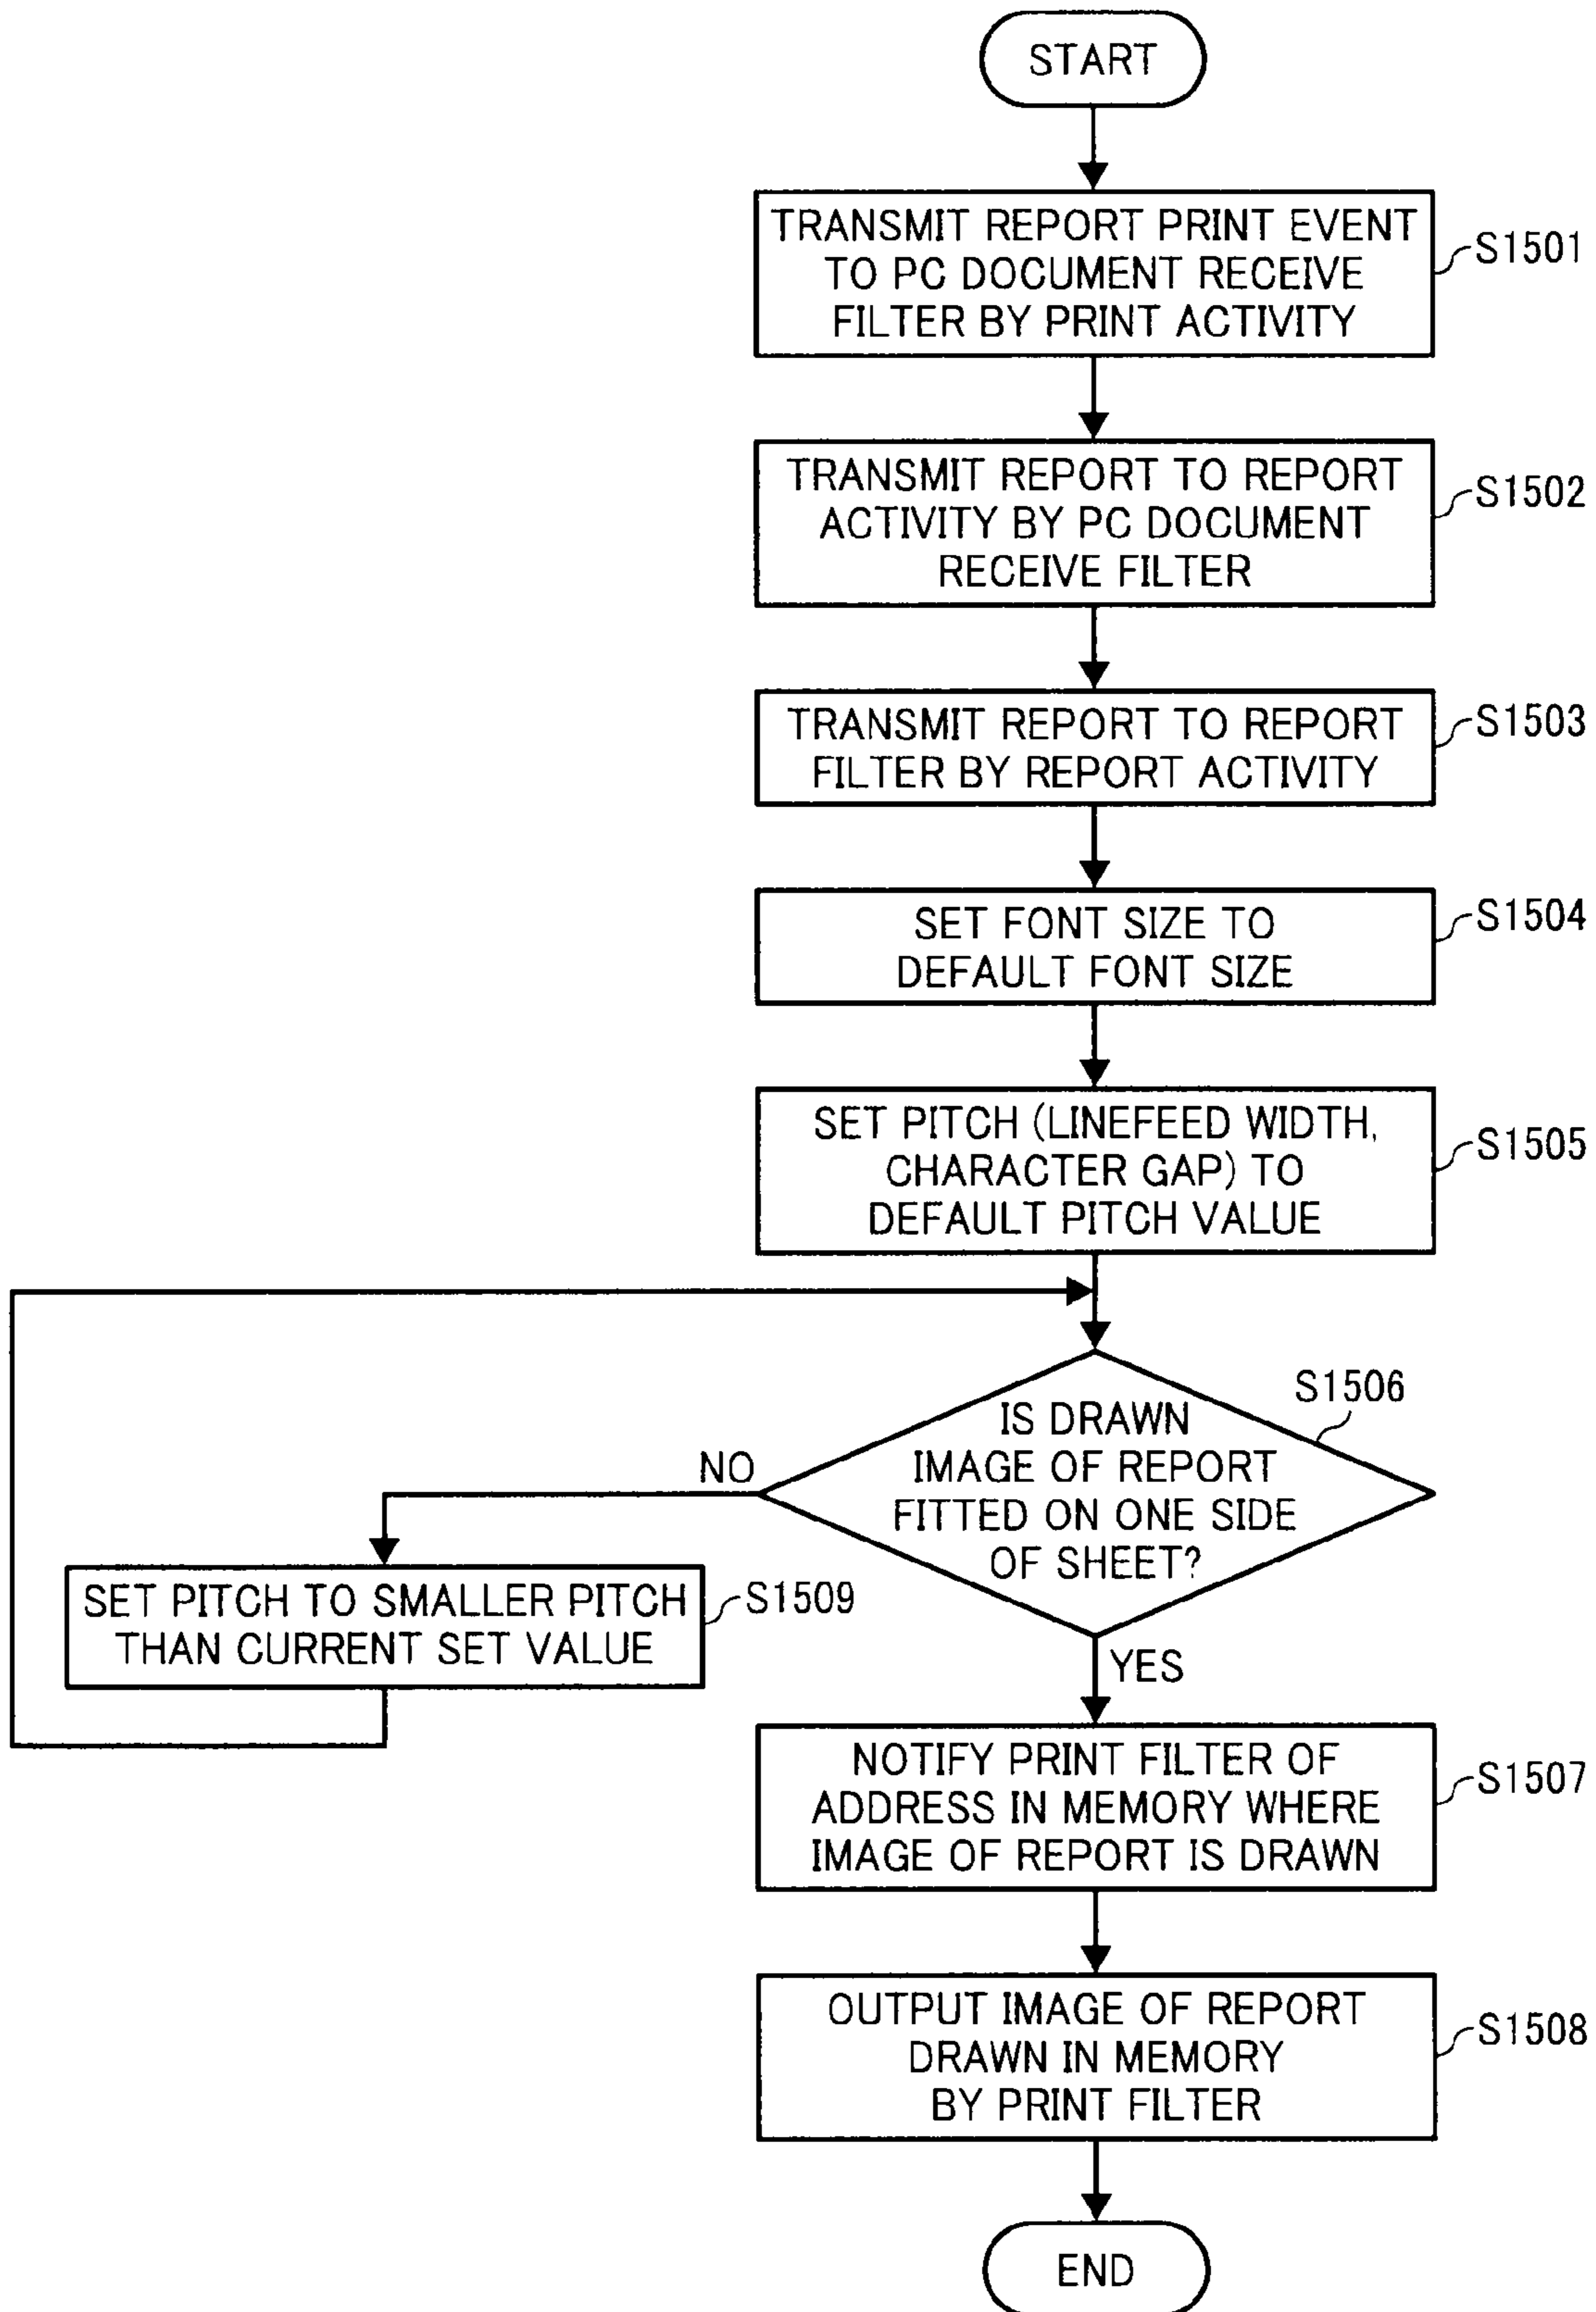 START
TRANSMIT REPORT PRINT EVENT
TO PC DOCUMENT RECEIVE
FILTER BY PRINT ACTIVITY
S1501
TRANSMIT REPORT TO REPORT
ACTIVITY BY PC DOCUMENT
RECEIVE FILTER
S1502
TRANSMIT REPORT TO REPORT
FILTER BY REPORT ACTIVITY
S1503
SET FONT SIZE TO
DEFAULT FONT SIZE
S1504
SET PITCH (LINEFEED WIDTH,
CHARACTER GAP) TO
DEFAULT PITCH VALUE
S1505
IS DRAWN
IMAGE OF REPORT
FITTED ON ONE SIDE
OF SHEET?
S1506
NO
SET PITCH TO SMALLER PITCH
THAN CURRENT SET VALUE
S1509
YES
NOTIFY PRINT FILTER OF
ADDRESS IN MEMORY WHERE
IMAGE OF REPORT IS DRAWN
S1507
OUTPUT IMAGE OF REPORT
DRAWN IN MEMORY
BY PRINT FILTER
S1508
END